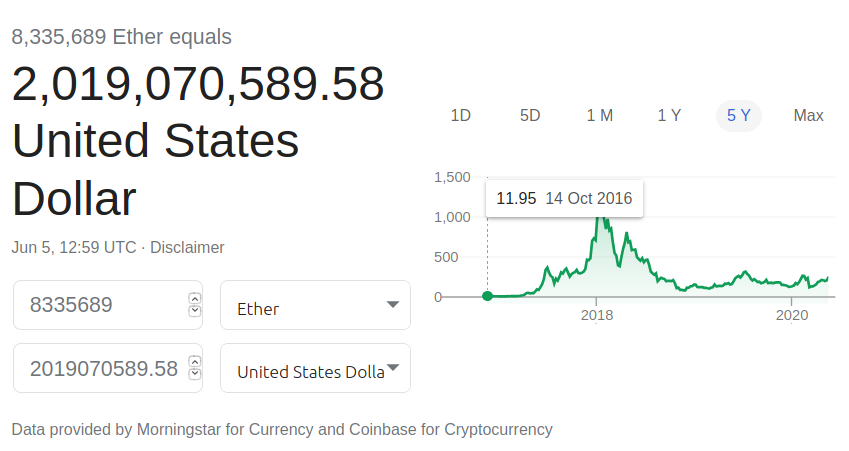 8,335,689 Ether equals
2,019,070,589.58
United States
Dollar
Jun 5, 12:59 UTC · Disclaimer
8335689
Ether
2019070589.58
United States Dolla
1D 5D 1 M 1 Y 5 Y Max
1,500
11.95 14 Oct 2016
1,000
500
0
2018 2020
Data provided by Morningstar for Currency and Coinbase for Cryptocurrency